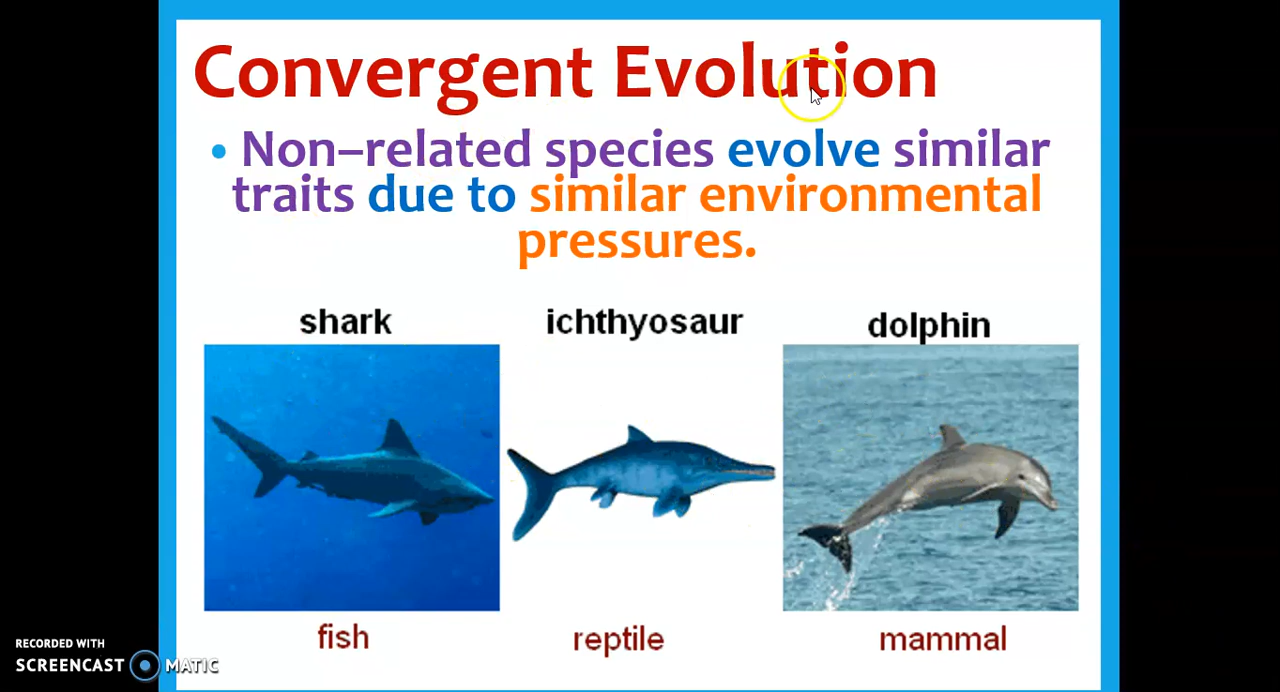 Convergent Evolution
• Non–related species evolve similar
traits due to similar environmental
pressures.
shark ichthyosaur dolphin
fish reptile mammal
RECORDED WITH
SCREENCAST MATIC